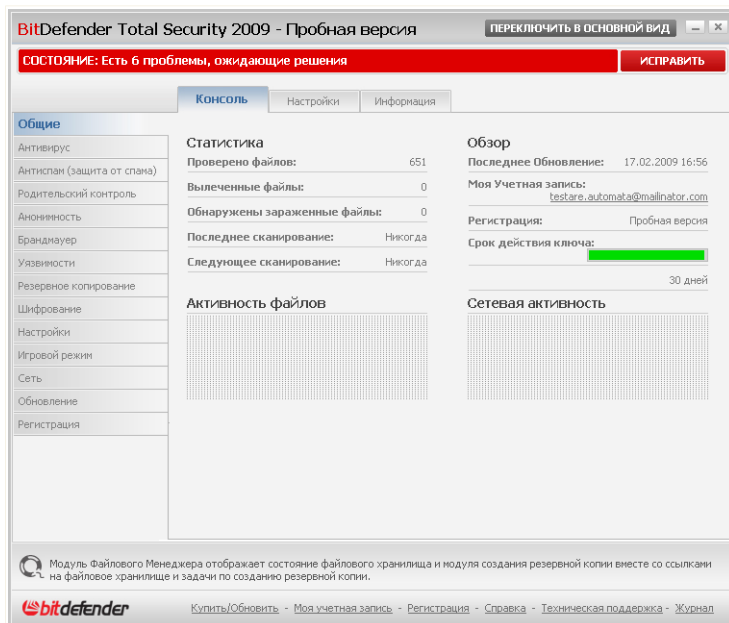 BitDefender Total Security 2009 - Пробная версия
ПЕРЕКЛЮЧИТЬ В ОСНОВНОЙ ВИД
СОСТОЯНИЕ: Есть 6 проблемы, ожидающие решения
ИСПРАВИТЬ
Консоль
Настройки
Информация
Общие
Антивирус
Антиспам (защита от спама)
Родительский контроль
Анонимность
Брандмауер
Уязвимости
Резервное копирование
Шифрование
Настройки
Игровой режим
Сеть
Обновление
Регистрация
Статистика
Проверено файлов: 651
Вылеченные файлы: 0
Обнаружены зараженные файлы: 0
Последнее сканирование: Никогда
Следующее сканирование: Никогда
Активность файлов
Обзор
Последнее Обновление: 17.02.2009 16:56
Моя Учетная запись:
testare.automata@mailinator.com
Регистрация: Пробная версия
Срок действия ключа:
30 дней
Сетевая активность
Модуль Файлового Менеджера отображает состояние файлового хранилища и модуля создания резервной копии вместе со ссылками
на файловое хранилище и задачи по созданию резервной копии.
bitdefender
Купить/Обновить - Моя учетная запись - Регистрация - Справка - Техническая поддержка - Журнал